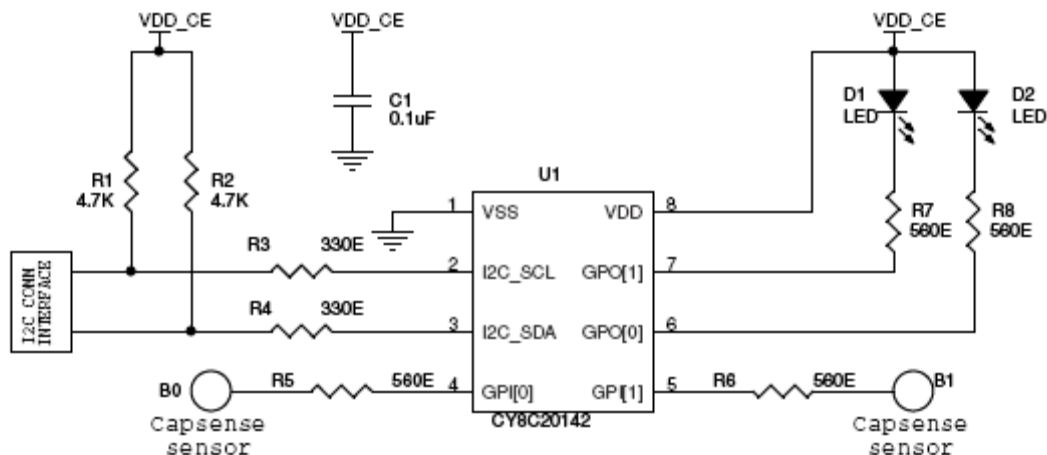 VDD_CE
VDD_CE
VDD_CE
C1
0.1uF
D1
LED
D2
LED
R1
4.7K
R2
4.7K
U1
1
VSS
VDD
8
R7
560E
R8
560E
R3
330E
2
I2C_SCL
GPO[1]
7
I2C CONN
INTERFACE
R4
330E
3
I2C_SDA
GPO[0]
6
B0
R5
560E
4
GPI[0]
GPI[1]
5
R6
560E
B1
CY8C20142
Capsense
sensor
Capsense
sensor